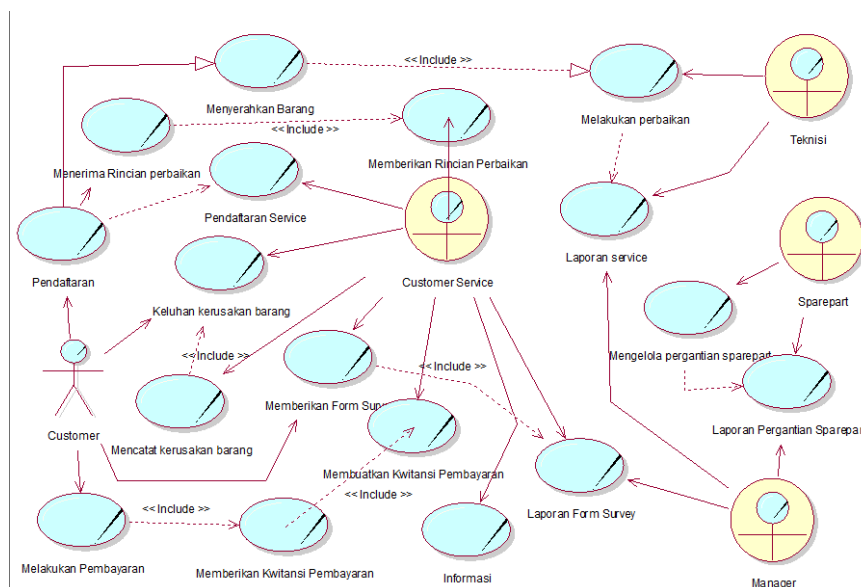 << Include >>
<< Include >>
Menyerahkan Barang
Melakukan perbaikan
Teknisi
<< Include >>
Menerima Rincian perbaikan
Memberikan Rincian Perbaikan
Pendaftaran Service
Pendaftaran
Customer Service
Laporan service
Sparepart
Keluhan kerusakan barang
<< Include >>
<< Include >>
Mengelola pergantian sparepart
Customer
Mencatat kerusakan barang
Memberikan Form Surve
Laporan Pergantian Sparepart
Membuatkan Kwitansi Pembayaran
<< Include >>
<< Include >>
Laporan Form Survey
Melakukan Pembayaran
Memberikan Kwitansi Pembayaran
Informasi
Manager